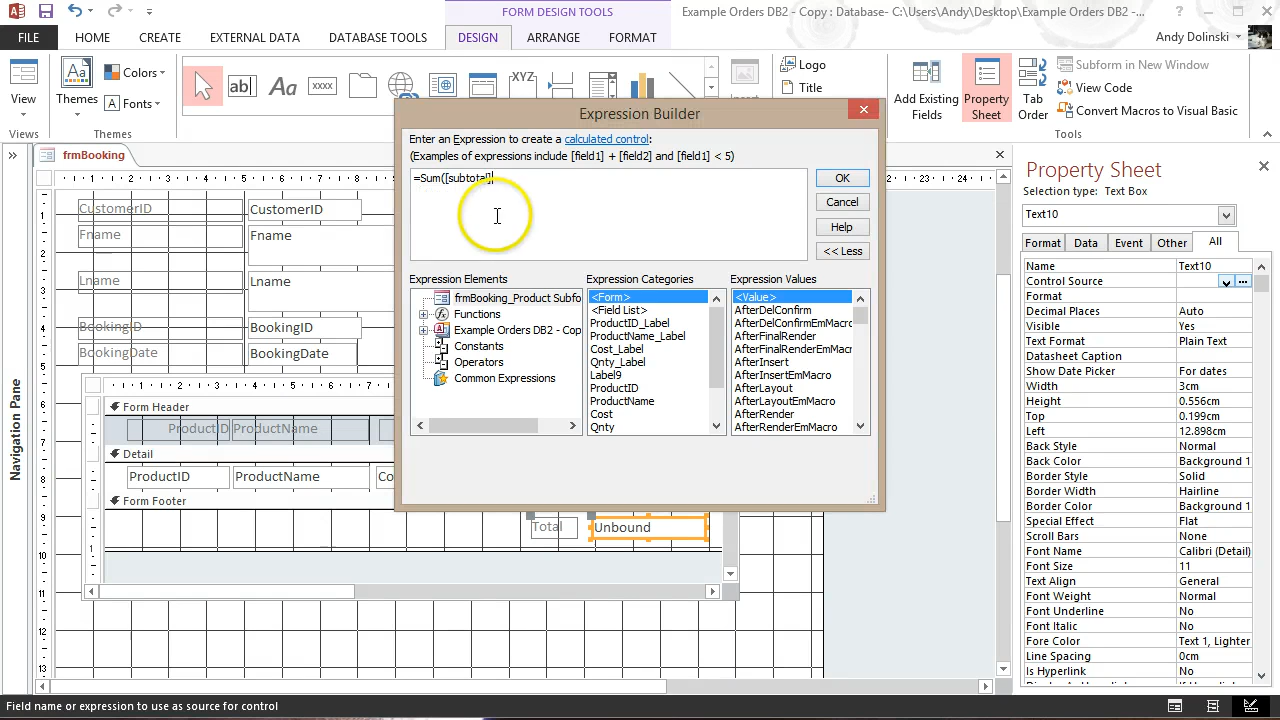 FORM DESIGN TOOLS
Example Orders DB2 - Copy : Database- C:\Users\Andy\Desktop\Example Orders DB2 -...
FILE
HOME
CREATE
EXTERNAL DATA
DATABASE TOOLS
DESIGN
ARRANGE
FORMAT
Andy Dolinski
View
Themes
Colors
Fonts
Themes
Views
ab|
Aa
xxxx
XYZ
Insert
Logo
Title
Add Existing
Fields
Property
Sheet
Tab
Order
Subform in New Window
View Code
Convert Macros to Visual Basic
Tools
frmBooking
Navigation Pane
CustomerID
CustomerID
Fname
Fname
Lname
Lname
BookingID
BookingID
BookingDate
BookingDate
Form Header
ProductID
ProductName
Detail
ProductID
ProductName
Co
Form Footer
Total
Unbound
Expression Builder
Enter an Expression to create a calculated control:
(Examples of expressions include [field1] + [field2] and [field1] < 5)
=Sum([subtotal]
OK
Cancel
Help
<< Less
Expression Elements
Expression Categories
Expression Values
frmBooking_Product Subfo
Functions
Example Orders DB2 - Cop
Constants
Operators
Common Expressions
<Form>
<Field List>
ProductID_Label
ProductName_Label
Cost_Label
Qnty_Label
Label9
ProductID
ProductName
Cost
Qnty
<Value>
AfterDelConfirm
AfterDelConfirmEmMacro
AfterFinalRender
AfterFinalRenderEmMacr
AfterInsert
AfterInsertEmMacro
AfterLayout
AfterLayoutEmMacro
AfterRender
AfterRenderEmMacro
Property Sheet
Selection type: Text Box
Text10
Format
Data
Event
Other
All
Name Text10
Control Source
Format
Decimal Places Auto
Visible Yes
Text Format Plain Text
Datasheet Caption
Show Date Picker For dates
Width 3cm
Height 0.556cm
Top 0.199cm
Left 12.898cm
Back Style Normal
Back Color Background 1
Border Style Solid
Border Width Hairline
Border Color Background 1
Special Effect Flat
Scroll Bars None
Font Name Calibri (Detail)
Font Size 11
Text Align General
Font Weight Normal
Font Underline No
Font Italic No
Fore Color Text 1, Lighter
Line Spacing 0cm
Is Hyperlink No
Field name or expression to use as source for control